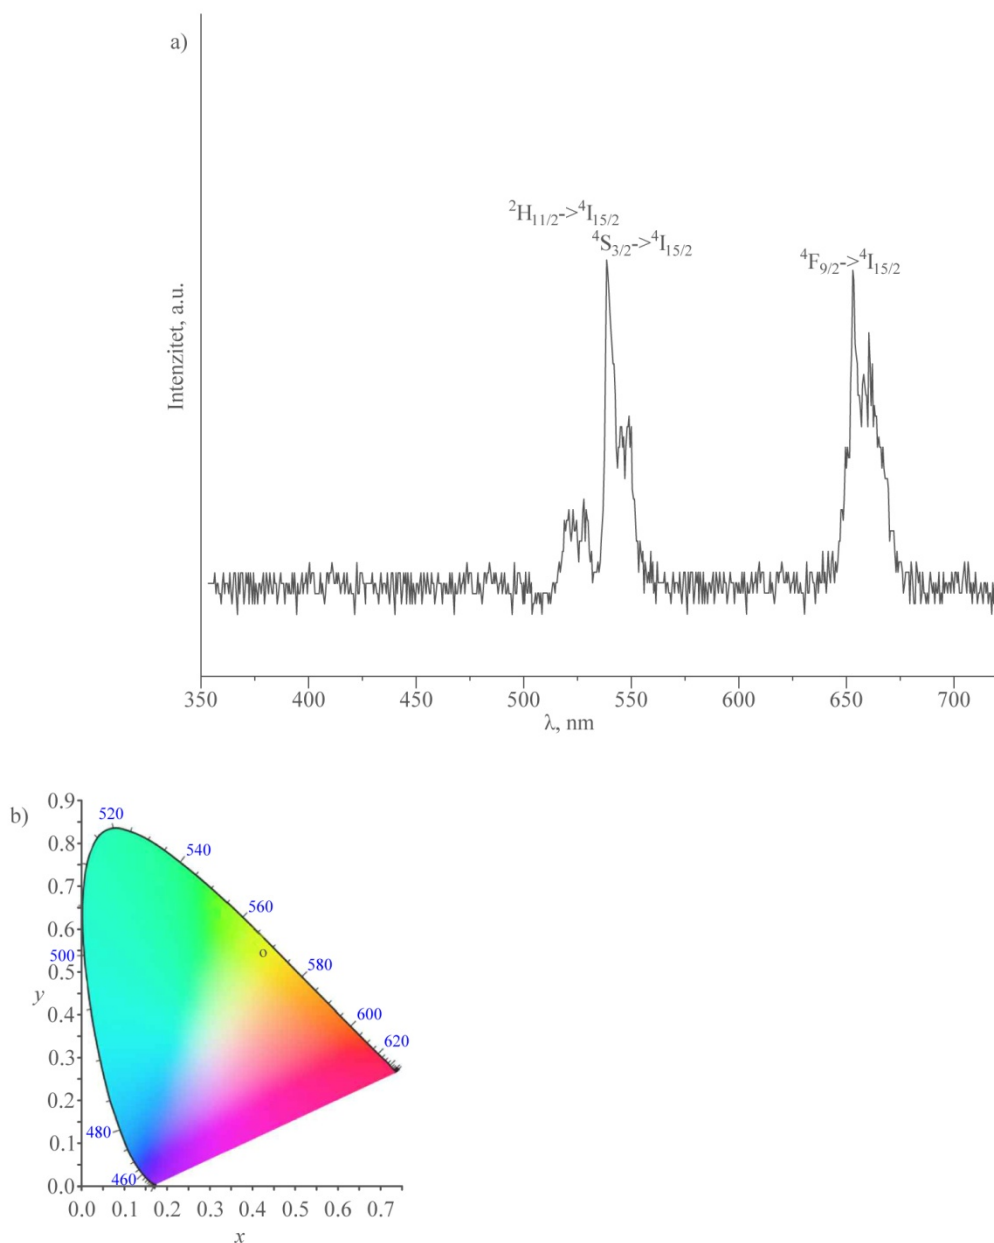 a)
²H₁₁/₂->⁴I₁₅/₂
⁴S₃/₂->⁴I₁₅/₂
⁴F₉/₂->⁴I₁₅/₂
Intenzitet, a.u.
350 400 450 500 550 600 650 700
λ, nm
b)
0.9
0.8
0.7
0.6
0.5
0.4
0.3
0.2
0.1
0.0
y
520
540
560
500
580
600
620
480
460
0.0 0.1 0.2 0.3 0.4 0.5 0.6 0.7
x